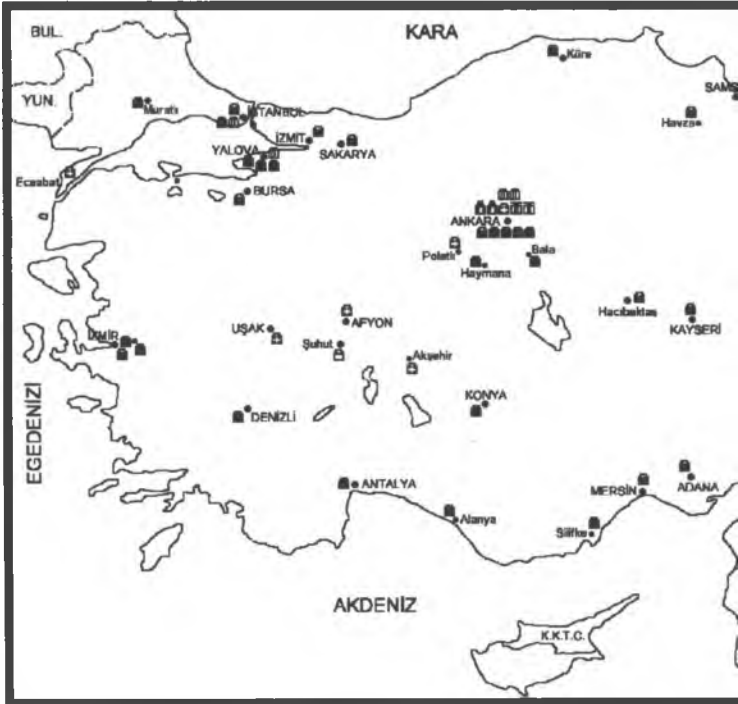 KARA
BUL.
Küre
YUN.
SAMS
Muratlı
İSTANBUL
Havza
İZMİT
SAKARYA
YALOVA
Eceabat
BURSA
ANKARA
Polatlı
Bala
Haymana
Hacıbektaş
UŞAK
AFYON
KAYSERİ
İZMİR
Şuhut
Akşehir
KONYA
DENİZLİ
EGEDENİZİ
ANTALYA
MERSİN
ADANA
Alanya
Silifke
AKDENİZ
K.K.T.C.